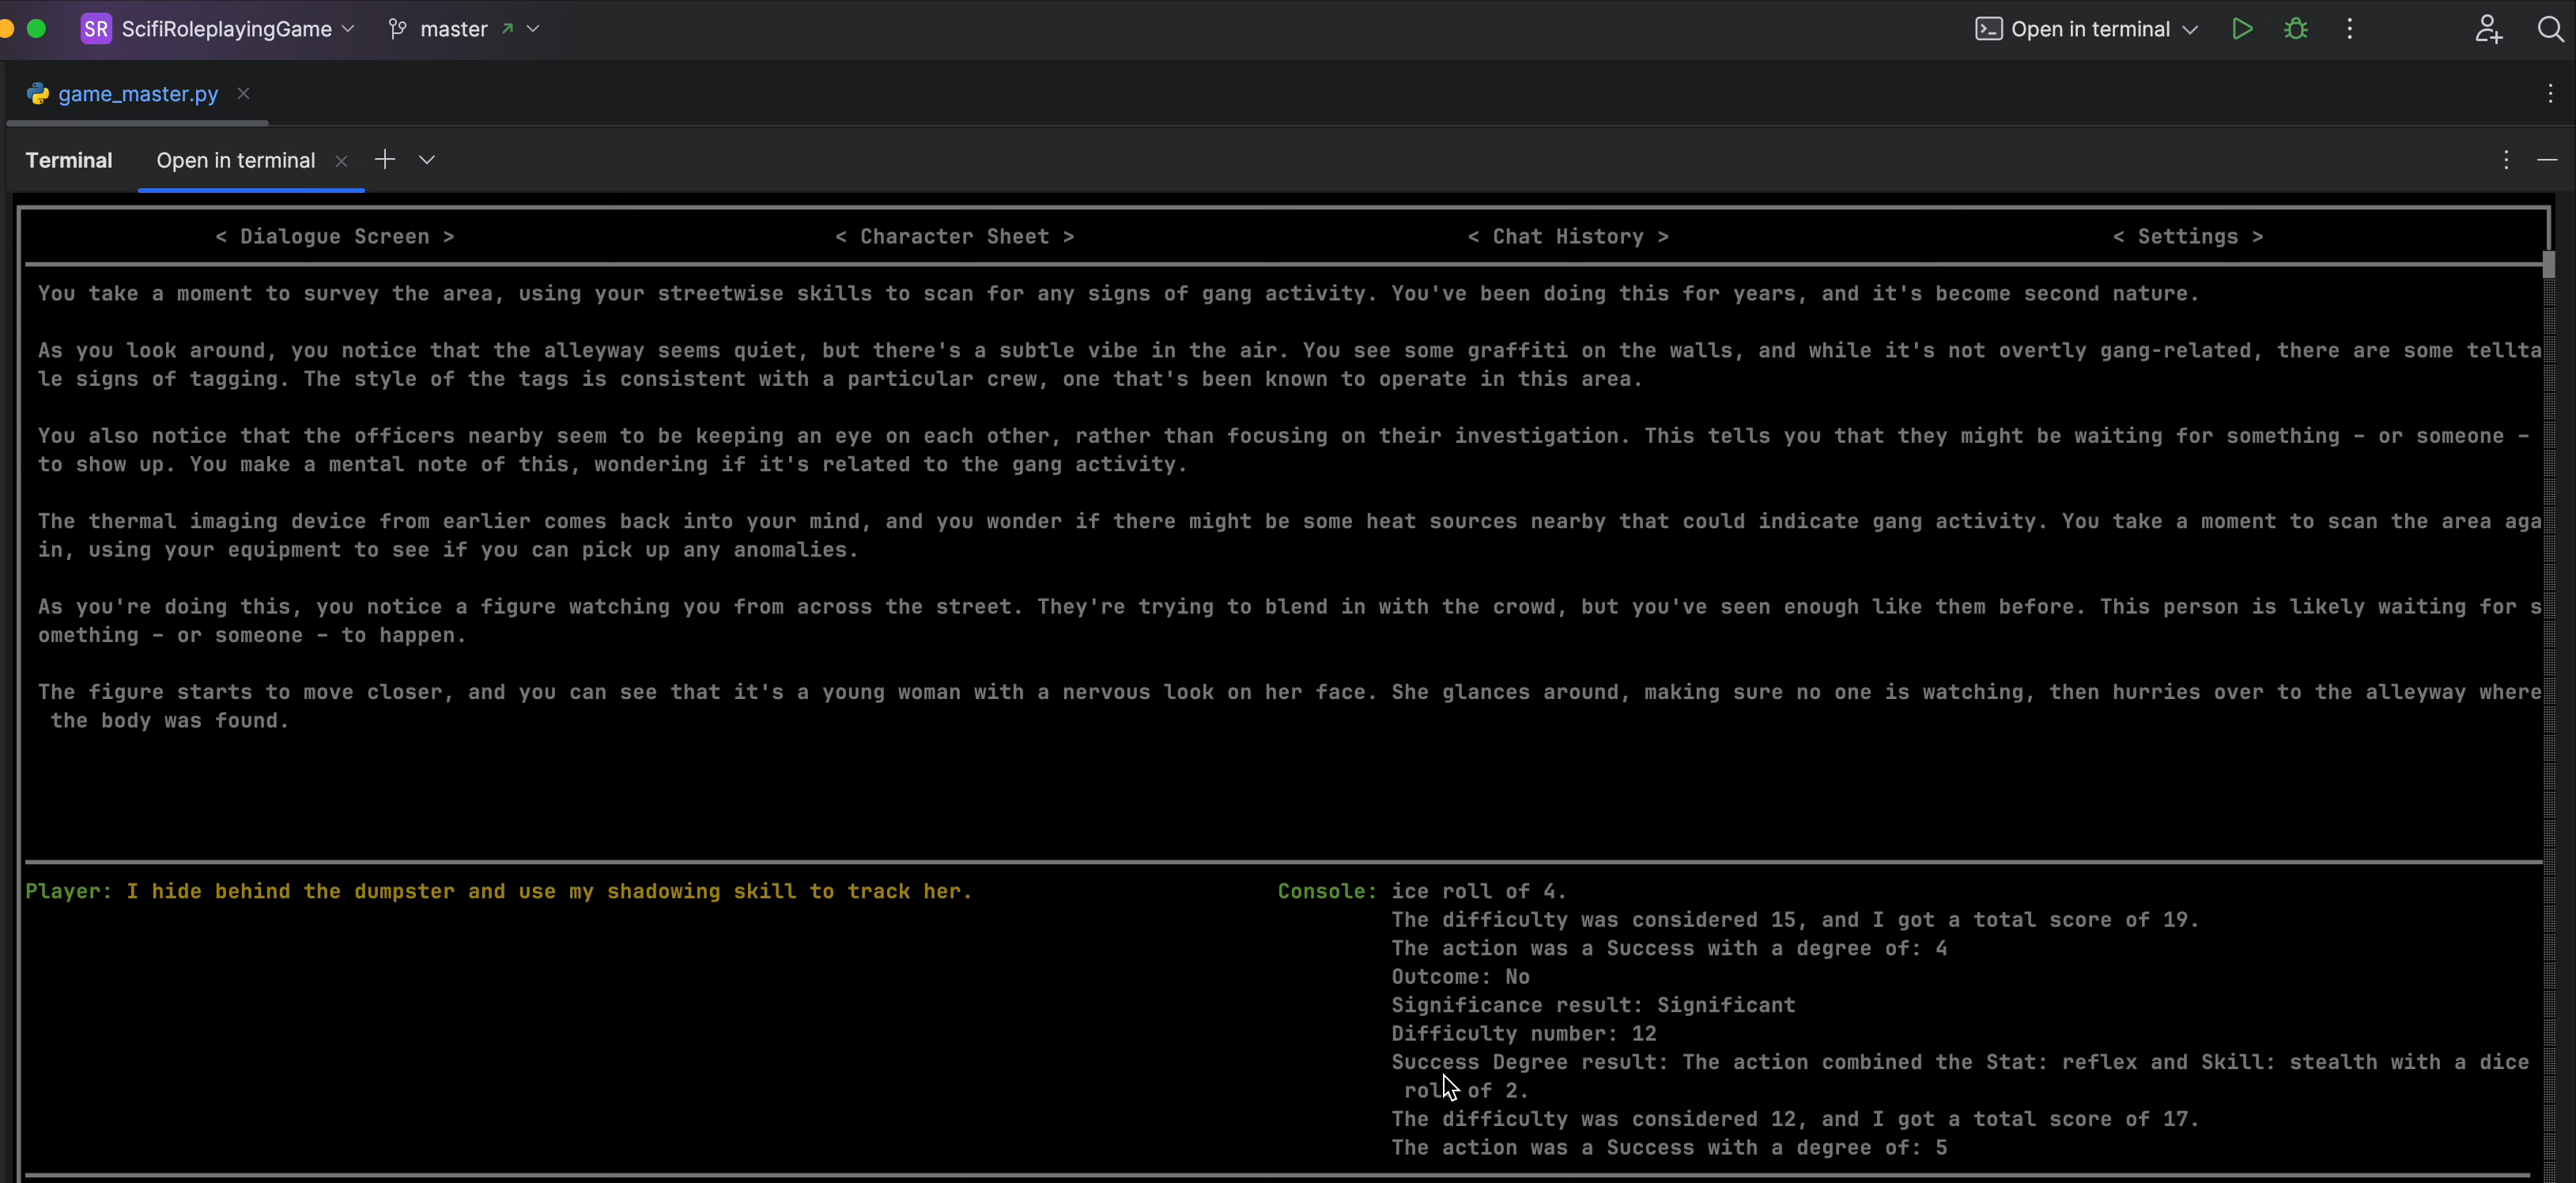 SR ScifiRoleplayingGame master Open in terminal
game_master.py
Terminal Open in terminal
< Dialogue Screen > < Character Sheet > < Chat History > < Settings >
You take a moment to survey the area, using your streetwise skills to scan for any signs of gang activity. You've been doing this for years, and it's become second nature.
As you look around, you notice that the alleyway seems quiet, but there's a subtle vibe in the air. You see some graffiti on the walls, and while it's not overtly gang-related, there are some tellta
le signs of tagging. The style of the tags is consistent with a particular crew, one that's been known to operate in this area.
You also notice that the officers nearby seem to be keeping an eye on each other, rather than focusing on their investigation. This tells you that they might be waiting for something - or someone -
to show up. You make a mental note of this, wondering if it's related to the gang activity.
The thermal imaging device from earlier comes back into your mind, and you wonder if there might be some heat sources nearby that could indicate gang activity. You take a moment to scan the area aga
in, using your equipment to see if you can pick up any anomalies.
As you're doing this, you notice a figure watching you from across the street. They're trying to blend in with the crowd, but you've seen enough like them before. This person is likely waiting for s
omething - or someone - to happen.
The figure starts to move closer, and you can see that it's a young woman with a nervous look on her face. She glances around, making sure no one is watching, then hurries over to the alleyway where
the body was found.
Player: I hide behind the dumpster and use my shadowing skill to track her.
Console: ice roll of 4.
The difficulty was considered 15, and I got a total score of 19.
The action was a Success with a degree of: 4
Outcome: No
Significance result: Significant
Difficulty number: 12
Success Degree result: The action combined the Stat: reflex and Skill: stealth with a dice
roll of 2.
The difficulty was considered 12, and I got a total score of 17.
The action was a Success with a degree of: 5